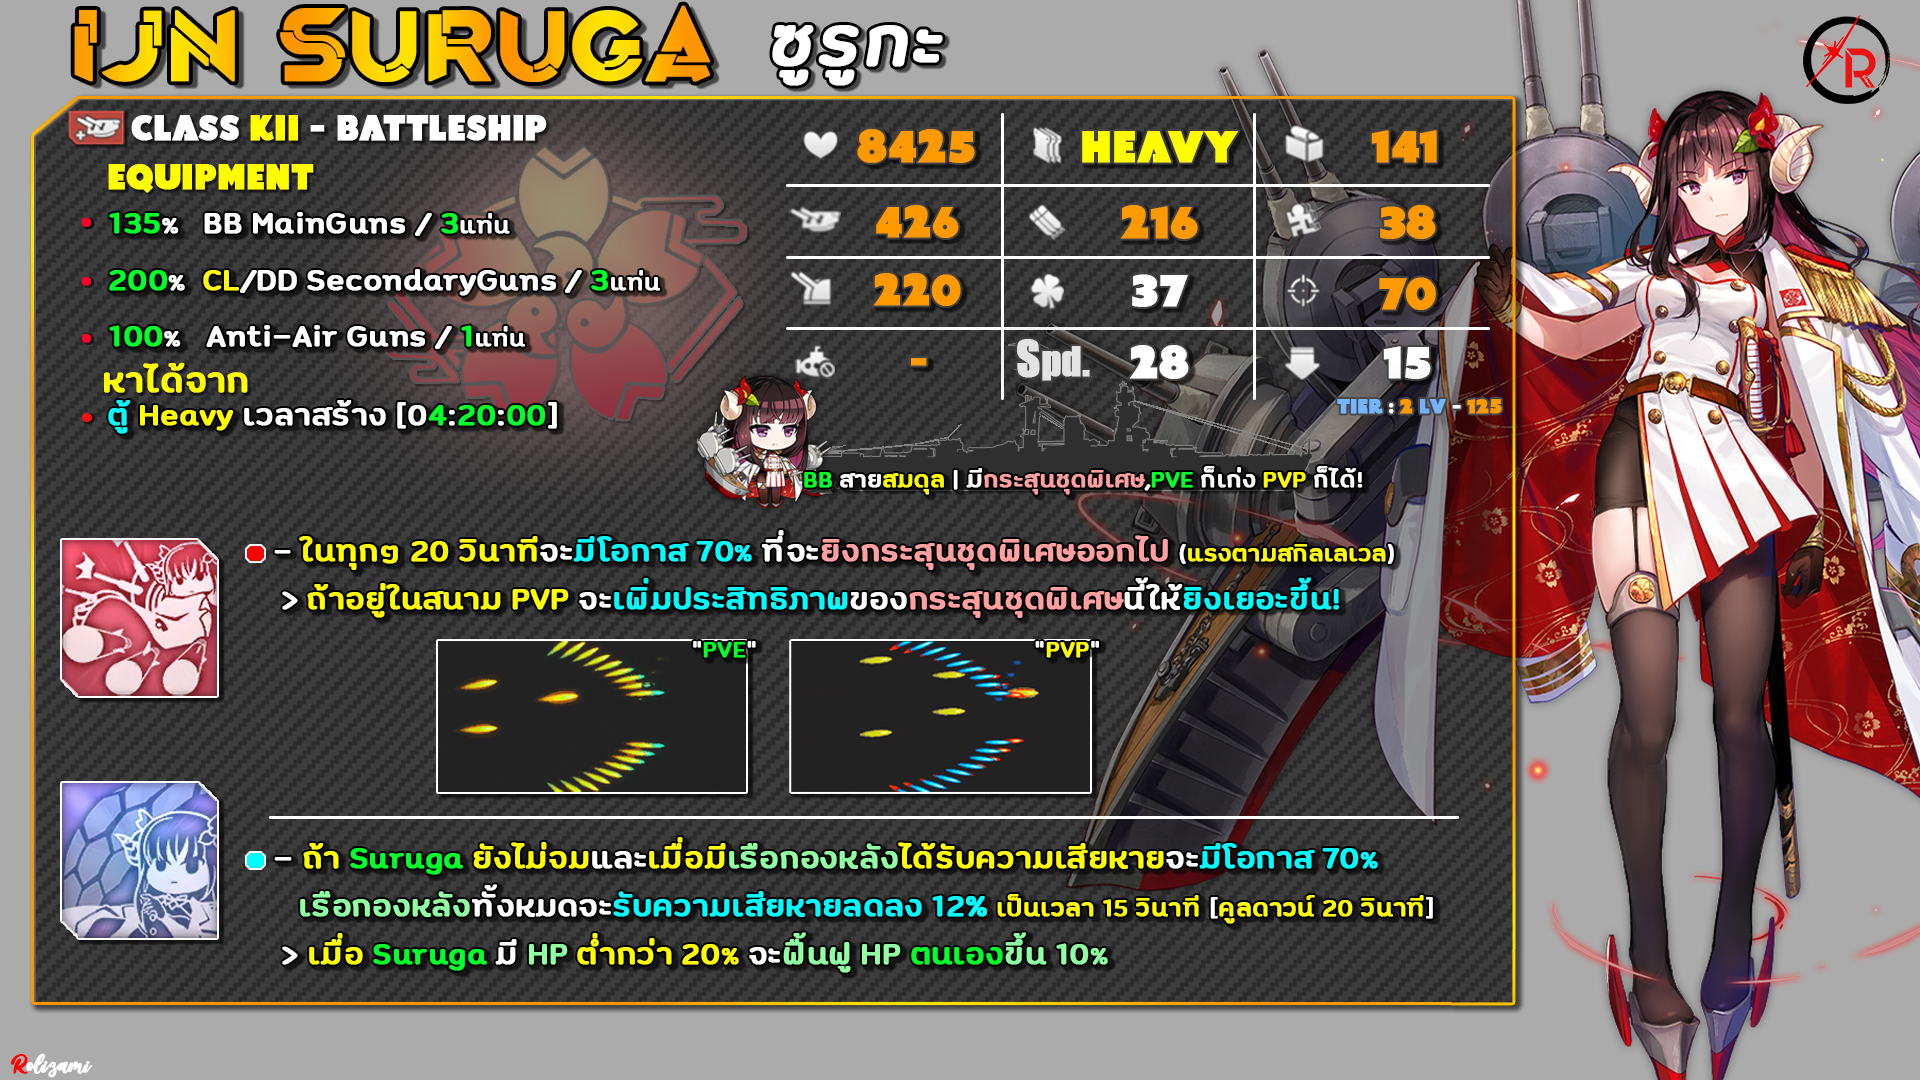 IJN SURUGA ซูรูกะ
R
CLASS KII - BATTLESHIP
EQUIPMENT
135% BB MainGuns / 3แท่น
200% CL/DD SecondaryGuns / 3แท่น
100% Anti-Air Guns / 1แท่น
หาได้จาก
ตู้ Heavy เวลาสร้าง [04:20:00]
8425 HEAVY 141
426 216 38
220 37 70
- Spd. 28 15
TIER : 2 LV - 125
BB สายสมดุล | มีกระสุนชุดพิเศษ,PVE ก็เก่ง PVP ก็ได้!
- ในทุกๆ 20 วินาทีจะมีโอกาส 70% ที่จะยิงกระสุนชุดพิเศษออกไป (แรงตามสกิลเลเวล)
> ถ้าอยู่ในสนาม PVP จะเพิ่มประสิทธิภาพของกระสุนชุดพิเศษนี้ให้ยิงเยอะขึ้น!
"PVE" "PVP"
- ถ้า Suruga ยังไม่จมและเมื่อมีเรือกองหลังได้รับความเสียหายจะมีโอกาส 70%
เรือกองหลังทั้งหมดจะรับความเสียหายลดลง 12% เป็นเวลา 15 วินาที [คูลดาวน์ 20 วินาที]
> เมื่อ Suruga มี HP ต่ำกว่า 20% จะฟื้นฟู HP ตนเองขึ้น 10%
Rolizami